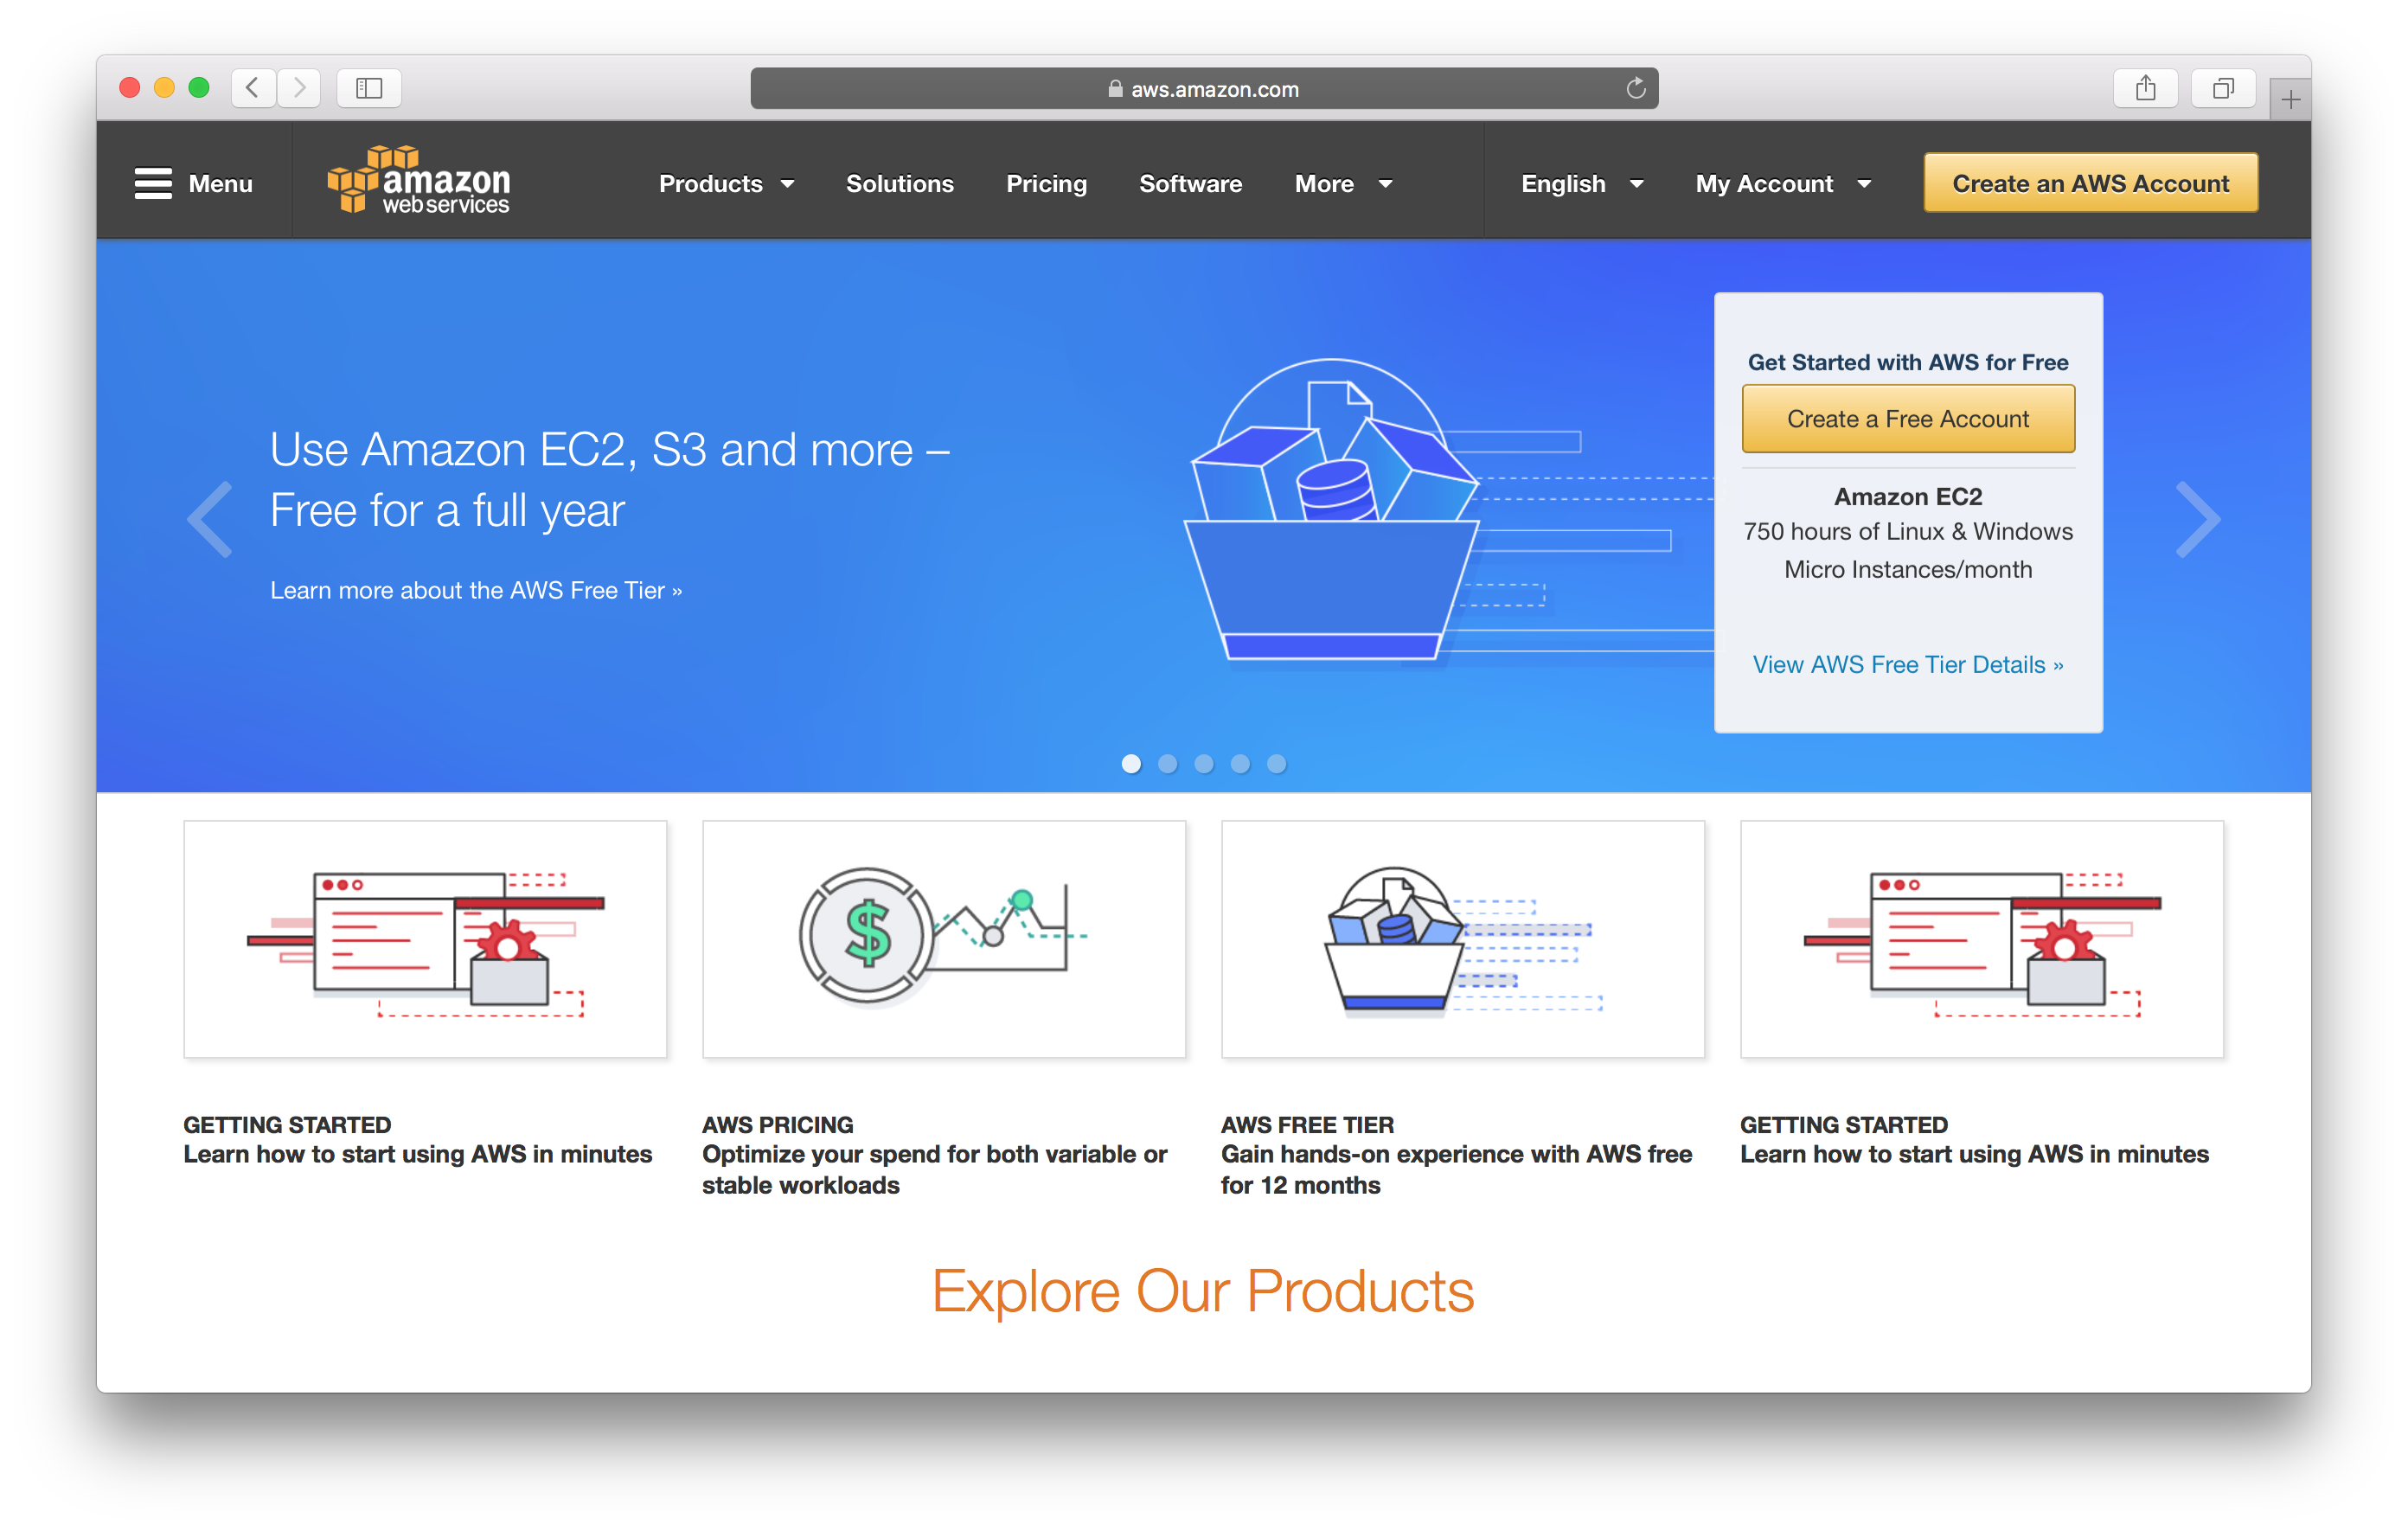 aws.amazon.com
Menu
amazon
web services
Products
Solutions
Pricing
Software
More
English
My Account
Create an AWS Account
Use Amazon EC2, S3 and more –
Free for a full year
Learn more about the AWS Free Tier »
Get Started with AWS for Free
Create a Free Account
Amazon EC2
750 hours of Linux & Windows
Micro Instances/month
View AWS Free Tier Details »
$
GETTING STARTED
Learn how to start using AWS in minutes
AWS PRICING
Optimize your spend for both variable or
stable workloads
AWS FREE TIER
Gain hands-on experience with AWS free
for 12 months
GETTING STARTED
Learn how to start using AWS in minutes
Explore Our Products